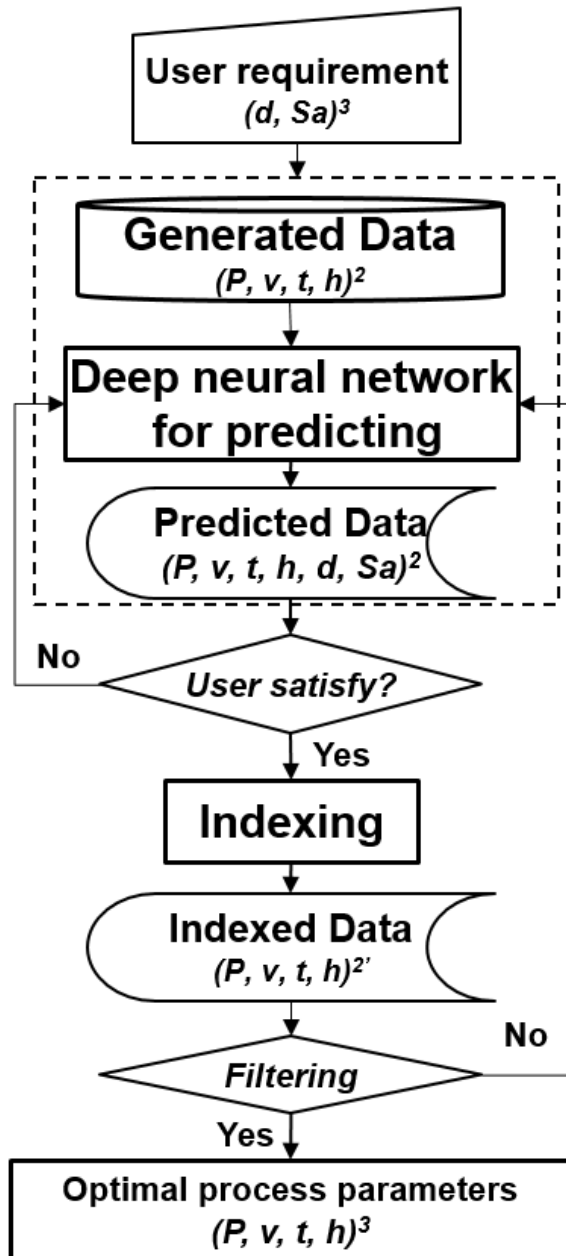 User requirement
(d, Sa)³
Generated Data
(P, v, t, h)²
Deep neural network
for predicting
Predicted Data
(P, v, t, h, d, Sa)²
No
User satisfy?
Yes
Indexing
Indexed Data
(P, v, t, h)²'
No
Filtering
Yes
Optimal process parameters
(P, v, t, h)³